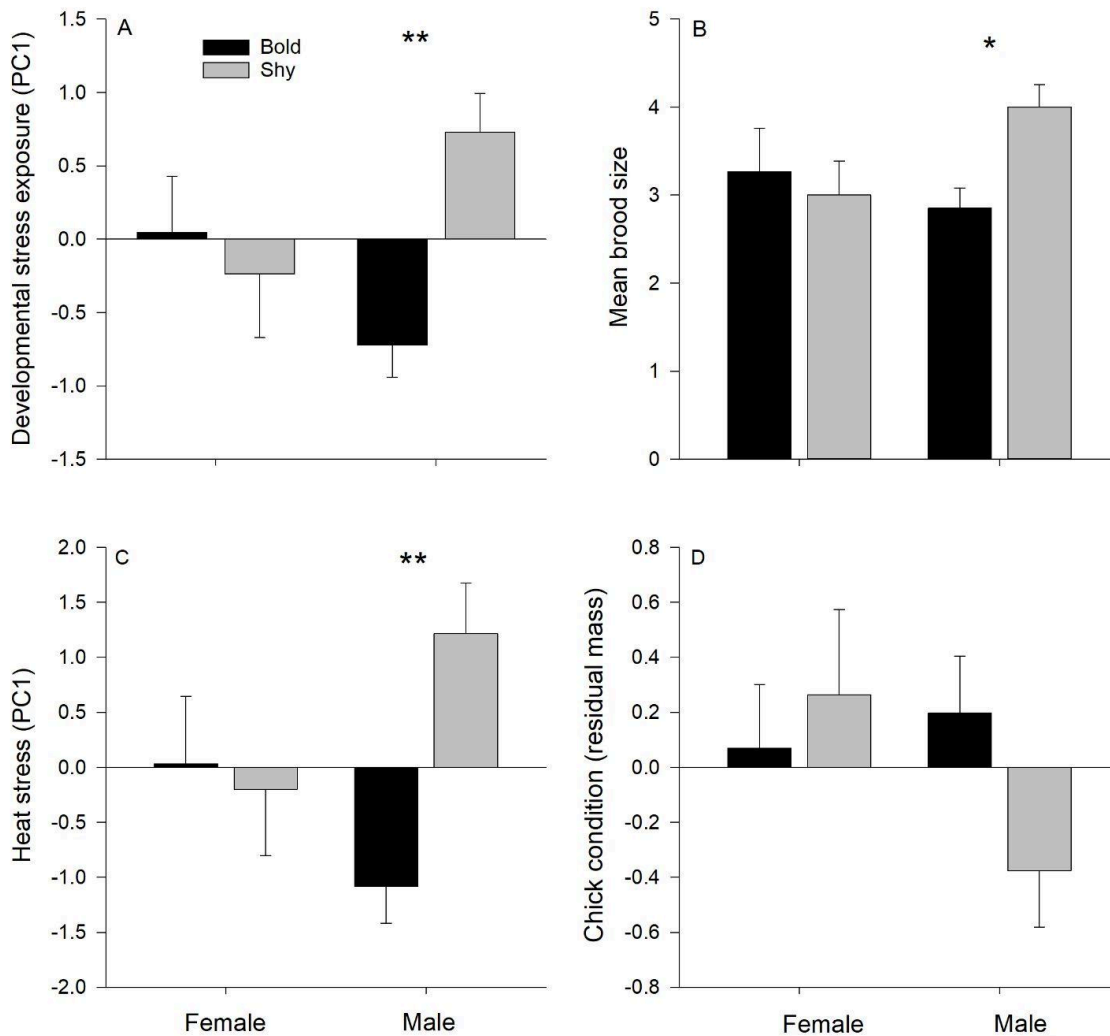 A
**
Bold
Shy
Developmental stress exposure (PC1)
1.5
1.0
0.5
0.0
-0.5
-1.0
-1.5
B
*
Mean brood size
5
4
3
2
1
0
C
**
Heat stress (PC1)
2.0
1.5
1.0
0.5
0.0
-0.5
-1.0
-1.5
-2.0
Female
Male
D
Chick condition (residual mass)
0.8
0.6
0.4
0.2
0.0
-0.2
-0.4
-0.6
-0.8
Female
Male